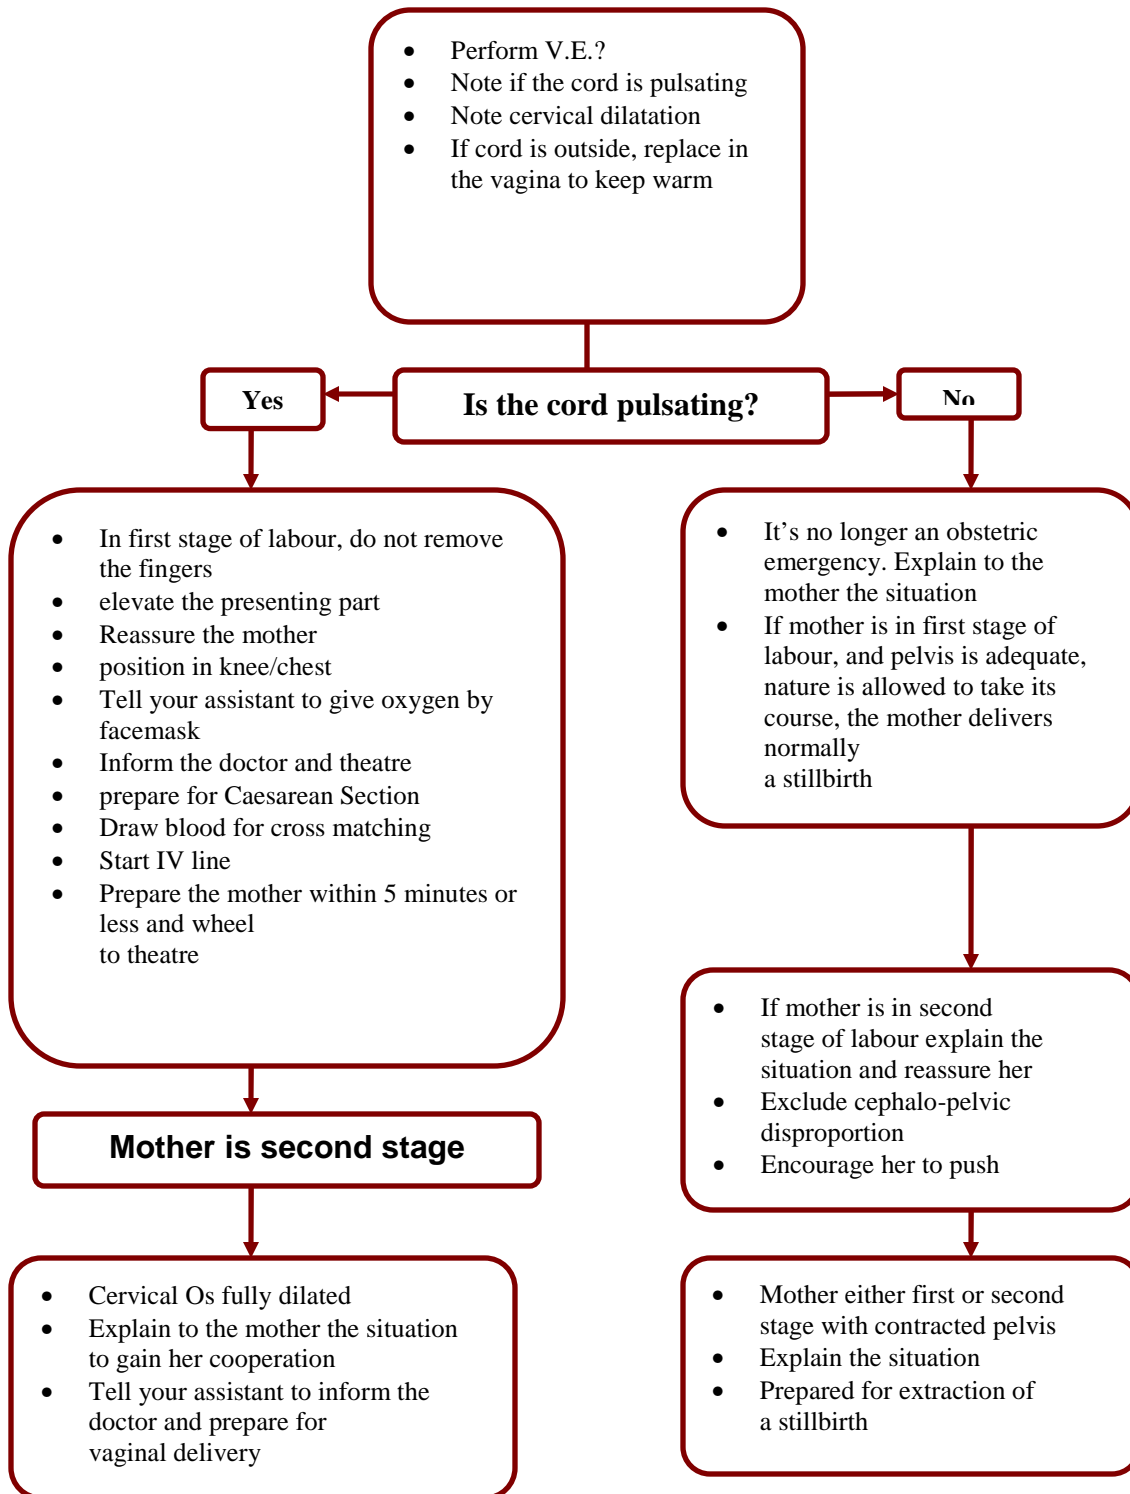 • Perform V.E.?
• Note if the cord is pulsating
• Note cervical dilatation
• If cord is outside, replace in
the vagina to keep warm
Is the cord pulsating?
Yes
• In first stage of labour, do not remove
the fingers
• elevate the presenting part
• Reassure the mother
• position in knee/chest
• Tell your assistant to give oxygen by
facemask
• Inform the doctor and theatre
• prepare for Caesarean Section
• Draw blood for cross matching
• Start IV line
• Prepare the mother within 5 minutes or
less and wheel
to theatre
Mother is second stage
• Cervical Os fully dilated
• Explain to the mother the situation
to gain her cooperation
• Tell your assistant to inform the
doctor and prepare for
vaginal delivery
No
• It’s no longer an obstetric
emergency. Explain to the
mother the situation
• If mother is in first stage of
labour, and pelvis is adequate,
nature is allowed to take its
course, the mother delivers
normally
a stillbirth
• If mother is in second
stage of labour explain the
situation and reassure her
• Exclude cephalo-pelvic
disproportion
• Encourage her to push
• Mother either first or second
stage with contracted pelvis
• Explain the situation
• Prepared for extraction of
a stillbirth